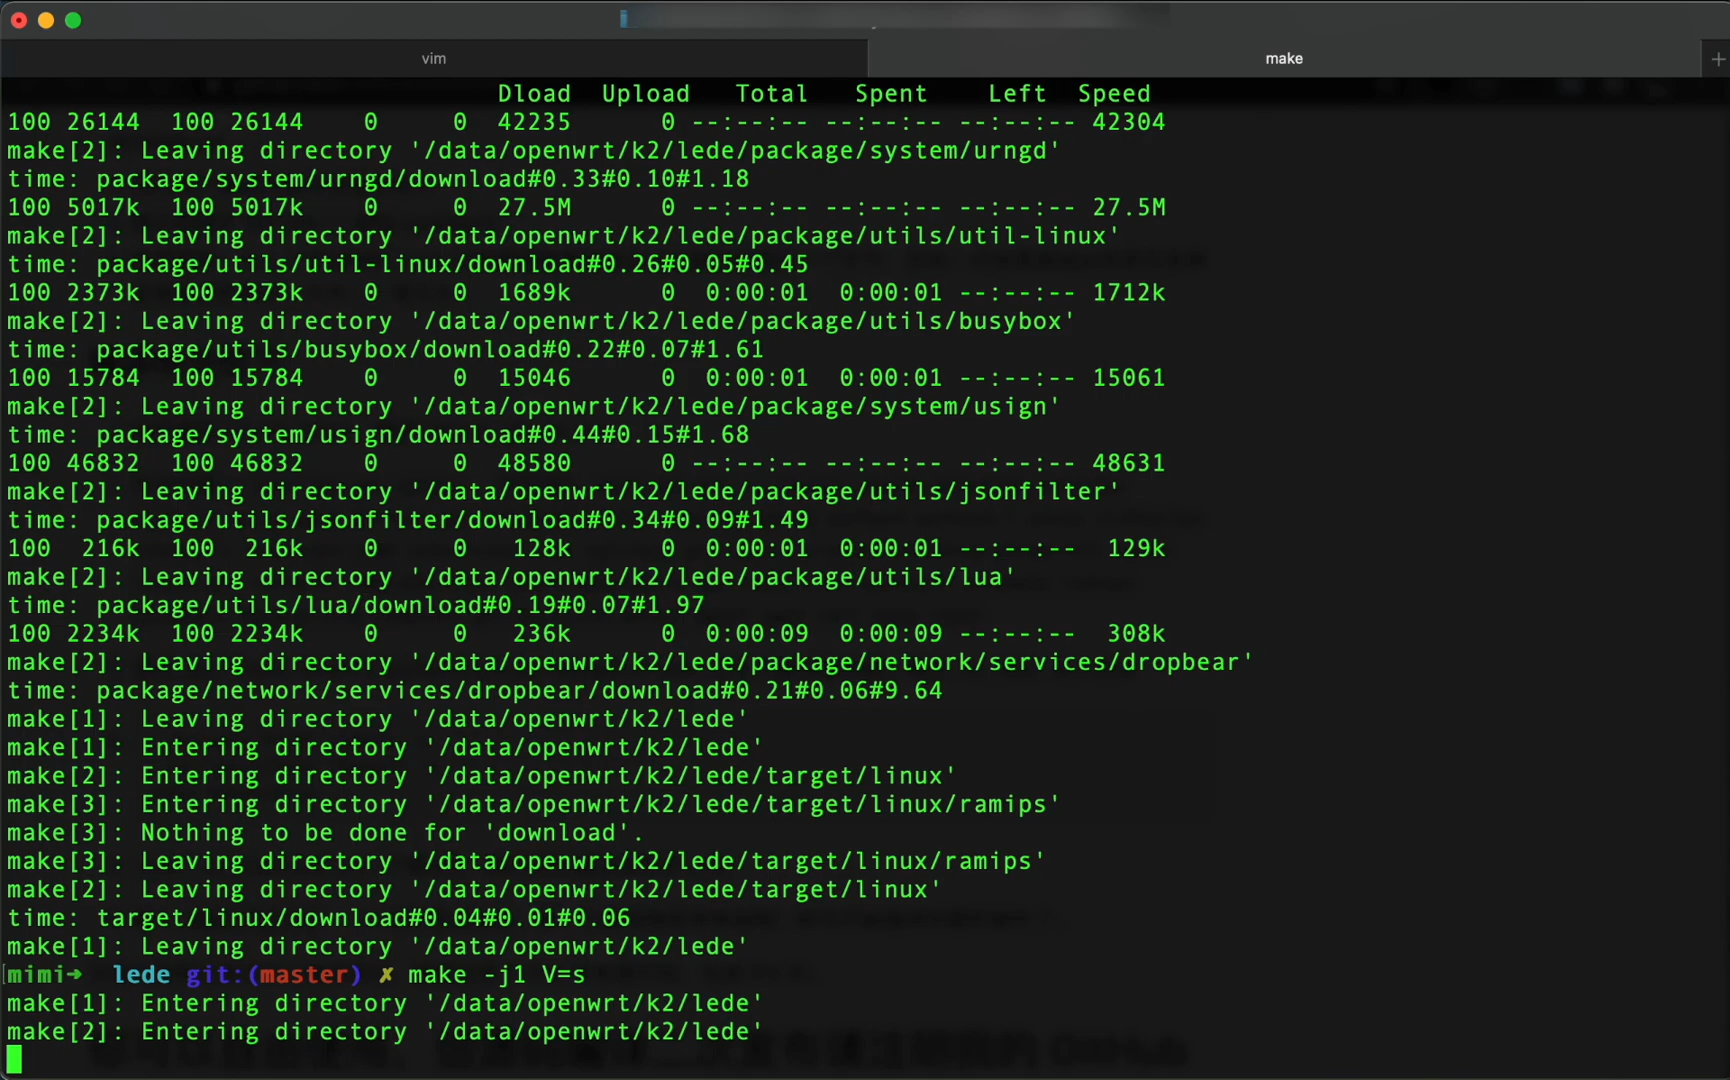 vim
make
Dload  Upload   Total   Spent    Left  Speed
100 26144  100 26144    0     0  42235      0 --:--:-- --:--:-- --:--:-- 42304
make[2]: Leaving directory '/data/openwrt/k2/lede/package/system/urngd'
time: package/system/urngd/download#0.33#0.10#1.18
100 5017k  100 5017k    0     0  27.5M      0 --:--:-- --:--:-- --:--:-- 27.5M
make[2]: Leaving directory '/data/openwrt/k2/lede/package/utils/util-linux'
time: package/utils/util-linux/download#0.26#0.05#0.45
100 2373k  100 2373k    0     0  1689k      0  0:00:01  0:00:01 --:--:-- 1712k
make[2]: Leaving directory '/data/openwrt/k2/lede/package/utils/busybox'
time: package/utils/busybox/download#0.22#0.07#1.61
100 15784  100 15784    0     0  15046      0  0:00:01  0:00:01 --:--:-- 15061
make[2]: Leaving directory '/data/openwrt/k2/lede/package/system/usign'
time: package/system/usign/download#0.44#0.15#1.68
100 46832  100 46832    0     0  48580      0 --:--:-- --:--:-- --:--:-- 48631
make[2]: Leaving directory '/data/openwrt/k2/lede/package/utils/jsonfilter'
time: package/utils/jsonfilter/download#0.34#0.09#1.49
100  216k  100  216k    0     0   128k      0  0:00:01  0:00:01 --:--:--  129k
make[2]: Leaving directory '/data/openwrt/k2/lede/package/utils/lua'
time: package/utils/lua/download#0.19#0.07#1.97
100 2234k  100 2234k    0     0   236k      0  0:00:09  0:00:09 --:--:--  308k
make[2]: Leaving directory '/data/openwrt/k2/lede/package/network/services/dropbear'
time: package/network/services/dropbear/download#0.21#0.06#9.64
make[1]: Leaving directory '/data/openwrt/k2/lede'
make[1]: Entering directory '/data/openwrt/k2/lede'
make[2]: Entering directory '/data/openwrt/k2/lede/target/linux'
make[3]: Entering directory '/data/openwrt/k2/lede/target/linux/ramips'
make[3]: Nothing to be done for 'download'.
make[3]: Leaving directory '/data/openwrt/k2/lede/target/linux/ramips'
make[2]: Leaving directory '/data/openwrt/k2/lede/target/linux'
time: target/linux/download#0.04#0.01#0.06
make[1]: Leaving directory '/data/openwrt/k2/lede'
mimi➜  lede git:(master) ✗ make -j1 V=s
make[1]: Entering directory '/data/openwrt/k2/lede'
make[2]: Entering directory '/data/openwrt/k2/lede'